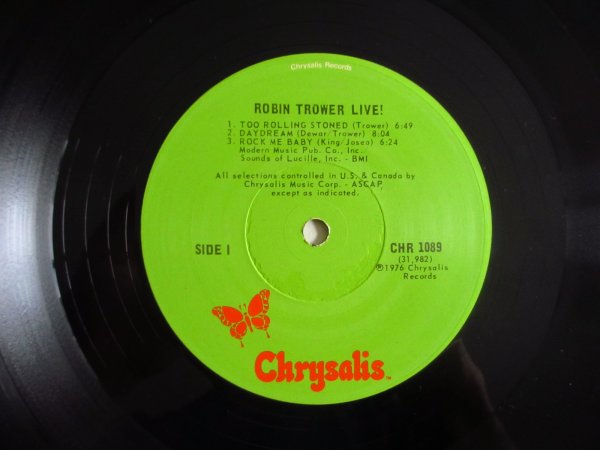 Chrysalis Records
ROBIN TROWER LIVE!
1. TOO ROLLING STONED (Trower) 6:49
2. DAYDREAM (Dewar/Trower) 8:04
3. ROCK ME BABY (King/Josea) 6:24
Modern Music Pub. Co., Inc.
Sounds of Lucille, Inc. - BMI
All selections controlled in U.S. & Canada by
Chrysalis Music Corp. - ASCAP,
except as indicated.
SIDE I
CHR 1089
(31,982)
℗1976 Chrysalis
Records
Chrysalis™